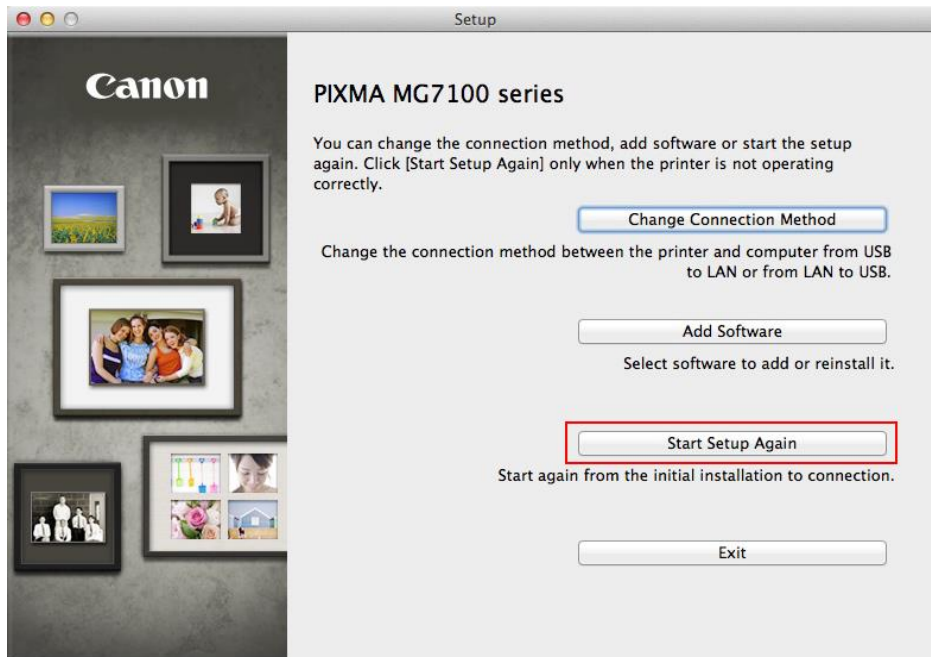 Setup
Canon
PIXMA MG7100 series
You can change the connection method, add software or start the setup
again. Click [Start Setup Again] only when the printer is not operating
correctly.
Change Connection Method
Change the connection method between the printer and computer from USB
to LAN or from LAN to USB.
Add Software
Select software to add or reinstall it.
Start Setup Again
Start again from the initial installation to connection.
Exit